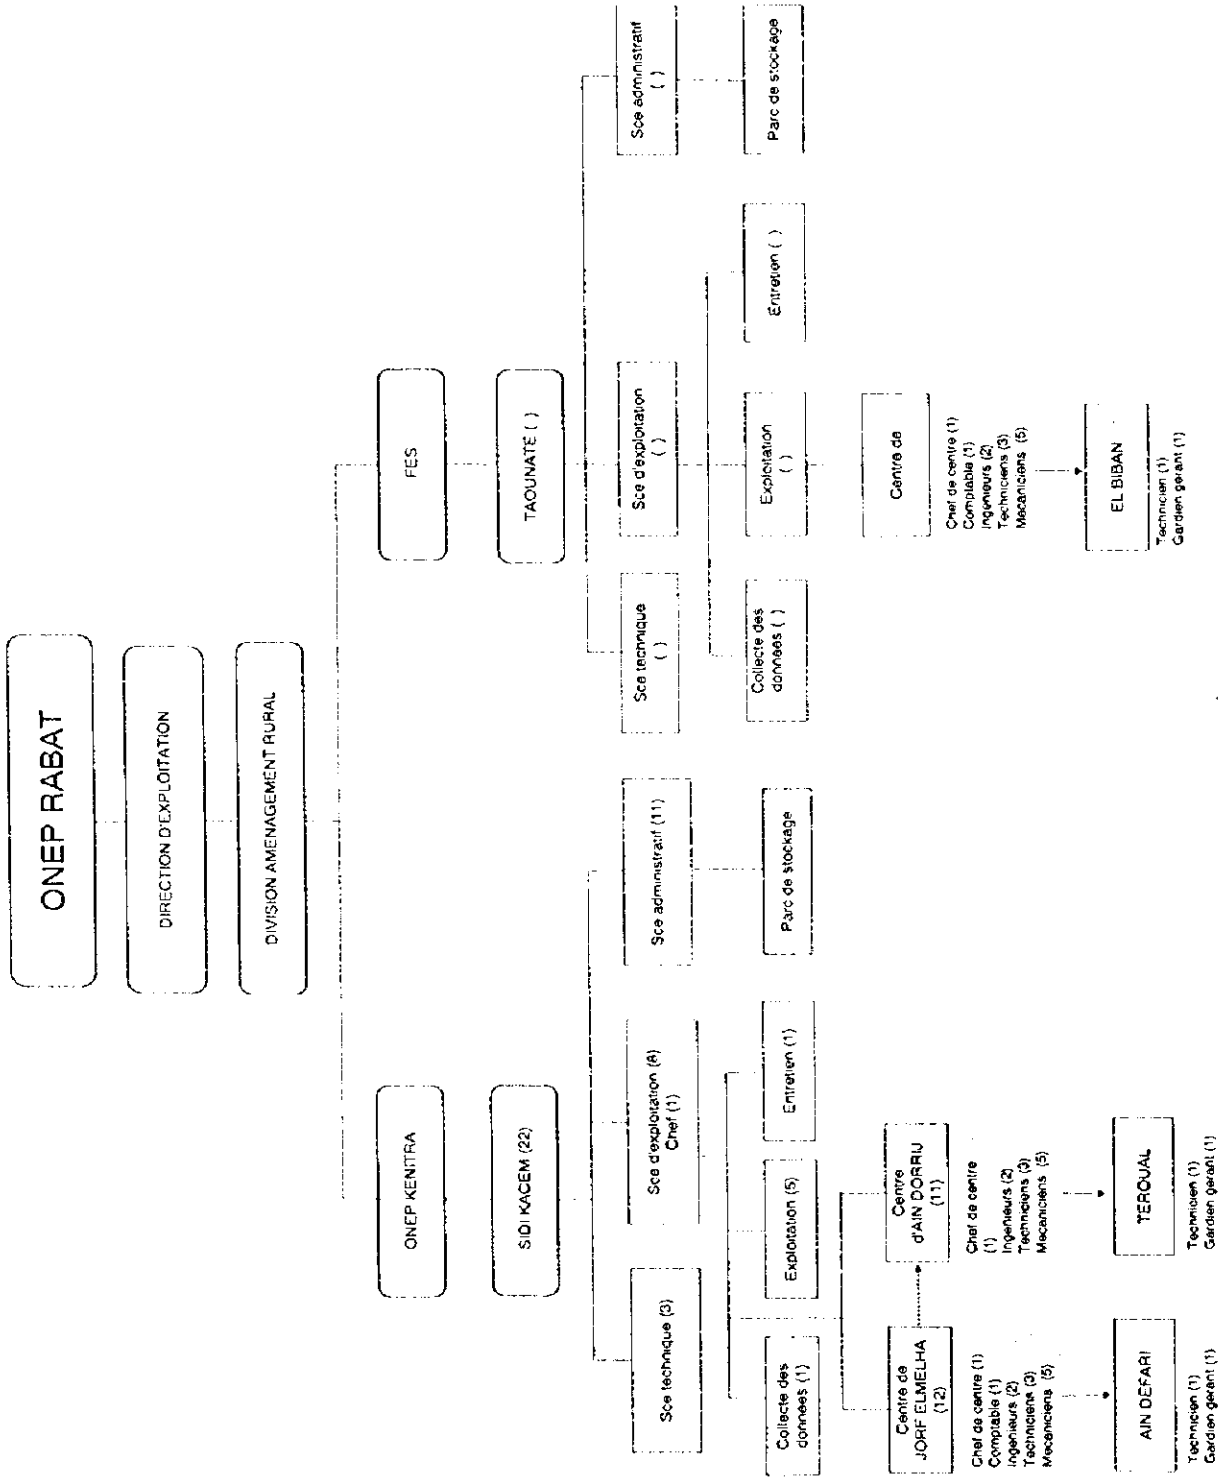 ONEP RABAT
DIRECTION D'EXPLOITATION
DIVISION AMENAGEMENT RURAL
ONEP KENITRA
FES
SIDI KACEM (22)
TAOUNATE ( )
Sce technique (3)
Sce d'exploitation (8)
Chef (1)
Sce administratif (11)
Sce technique
( )
Sce d'exploitation
( )
Sce administratif
( )
Collecte des
données (1)
Exploitation (5)
Entretien (1)
Parc de stockage
Collecte des
données ( )
Exploitation
( )
Entretien ( )
Parc de stockage
Centre de
JORF ELMELHA
(12)
Chef de centre (1)
Comptable (1)
Ingenieurs (2)
Techniciens (3)
Mecaniciens (5)
Centre
d'AIN DORRIJ
(11)
Chef de centre
(1)
Ingenieurs (2)
Techniciens (3)
Mecaniciens (5)
Centre de
Chef de centre (1)
Comptable (1)
Ingenieurs (2)
Techniciens (3)
Mecaniciens (5)
AIN DEFARI
Technicien (1)
Gardien gerant (1)
TEROUAL
Technicien (1)
Gardien gerant (1)
EL BIBAN
Technicien (1)
Gardien gerant (1)